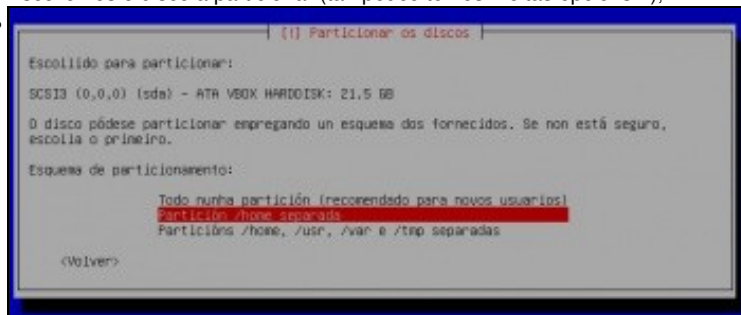 [!] Particionar os discos
Escollido para particionar:
SCSI3 (0,0,0) (sda) - ATA VBOX HARDDISK: 21.5 GB
O disco pódese particionar empregando un esquema dos fornecidos. Se non está seguro,
escolla o primeiro.
Esquema de particionamento:
Todo nunha partición (recomendado para novos usuarios)
Partición /home separada
Particións /home, /usr, /var e /tmp separadas
<Volver>